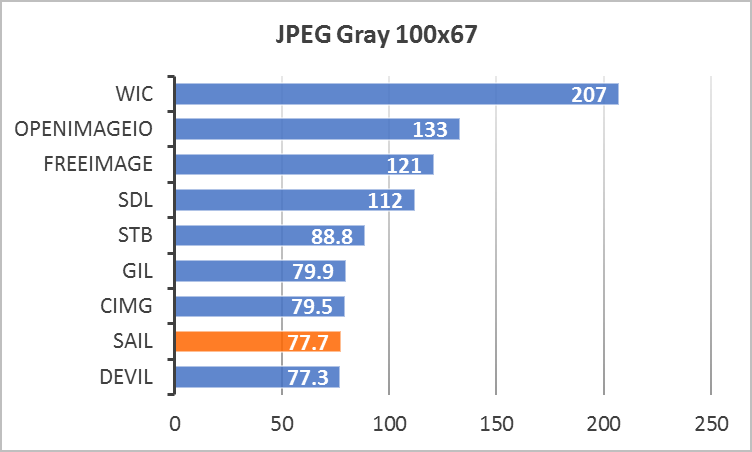 JPEG Gray 100x67
WIC 207
OPENIMAGEIO 133
FREEIMAGE 121
SDL 112
STB 88.8
GIL 79.9
CIMG 79.5
SAIL 77.7
DEVIL 77.3
0 50 100 150 200 250